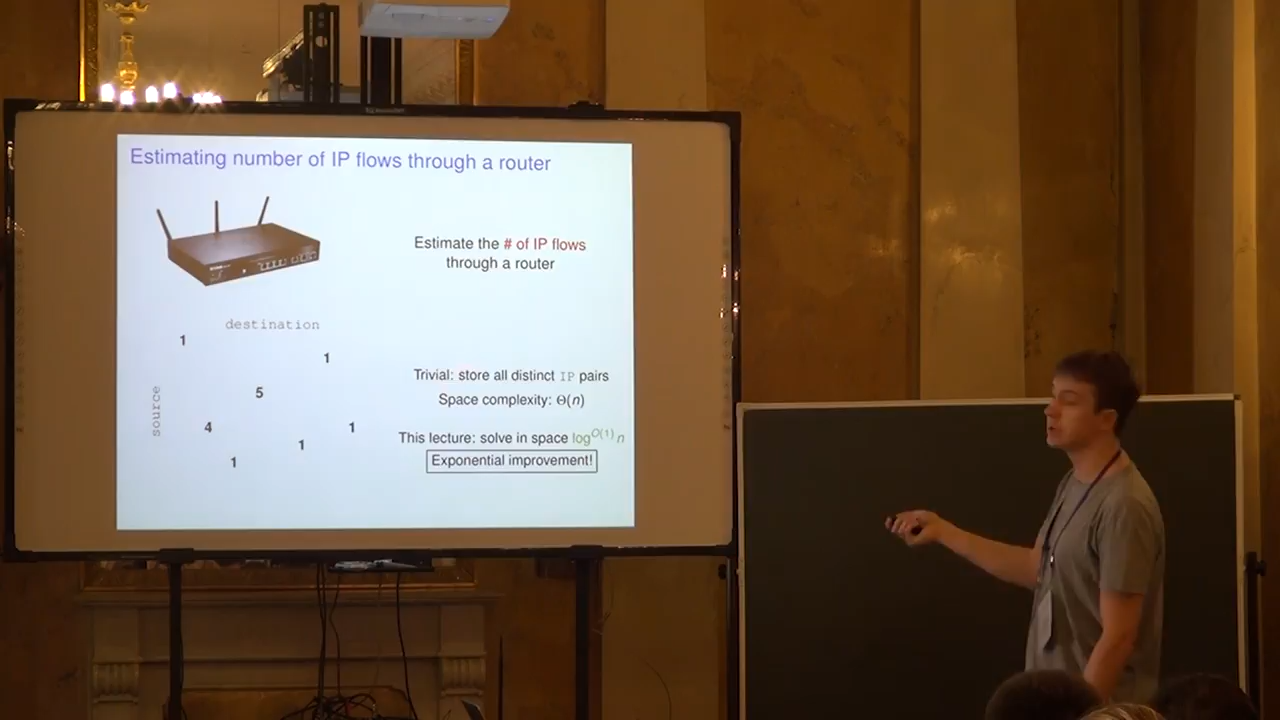 Estimating number of IP flows through a router
Estimate the # of IP flows
through a router
destination
source
1
1
5
4
1
1
1
Trivial: store all distinct IP pairs
Space complexity: Θ(n)
This lecture: solve in space log^O(1) n
Exponential improvement!